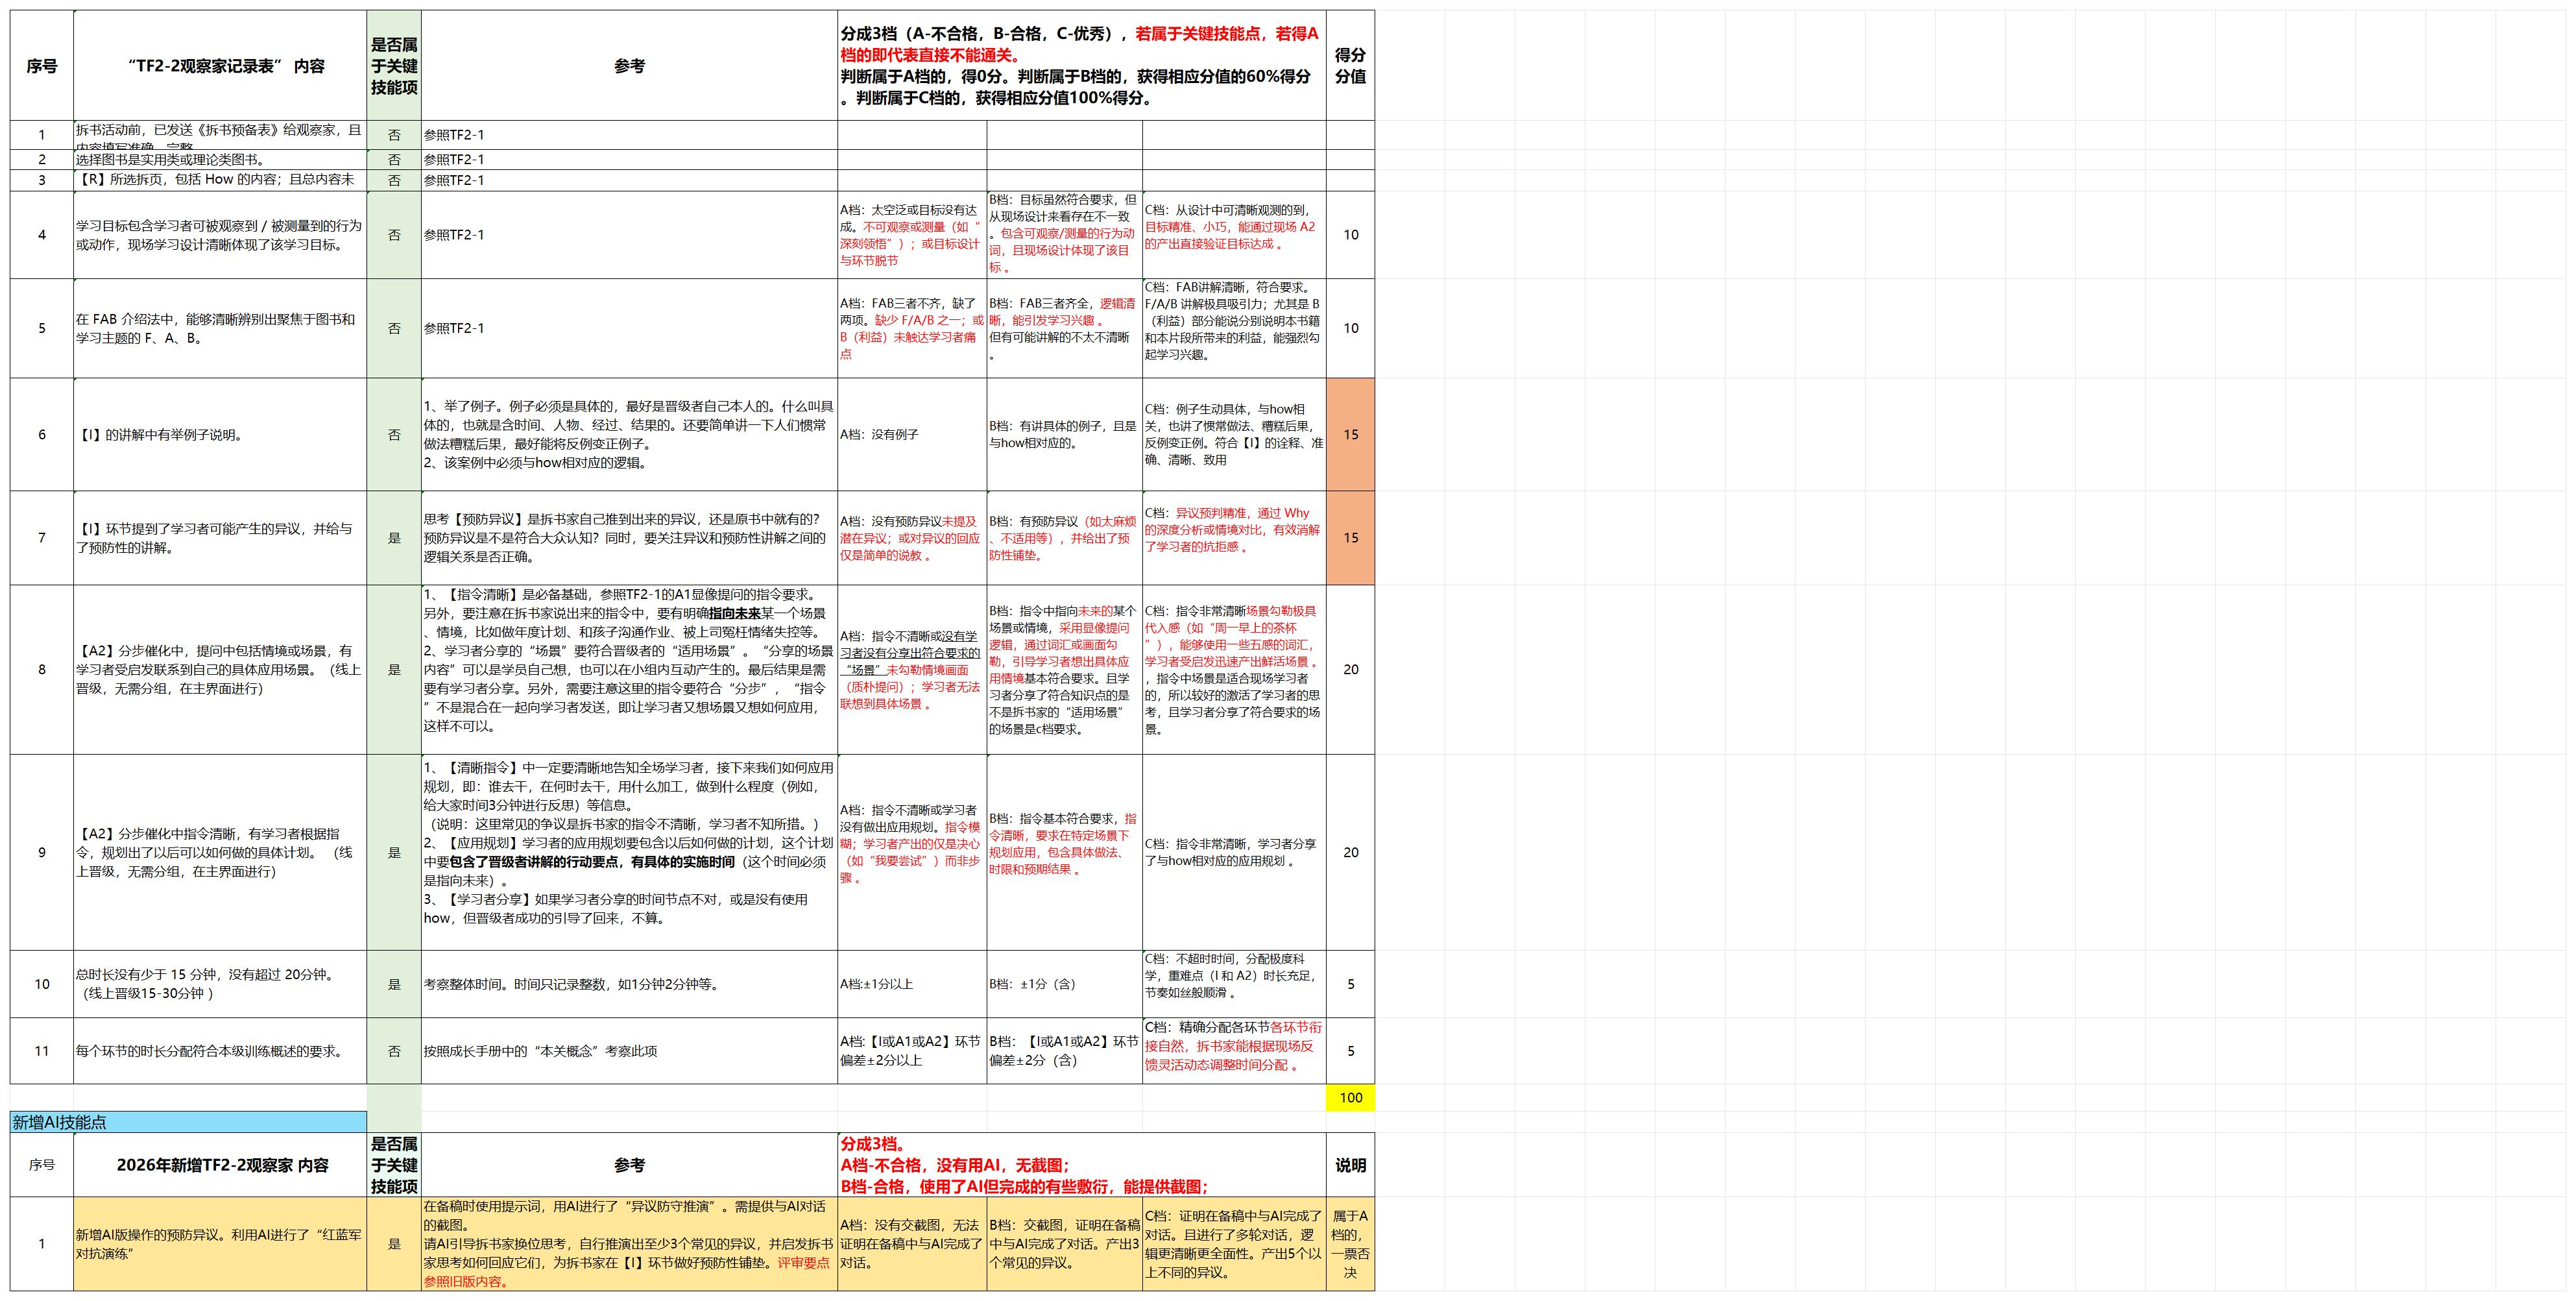 序号
“TF2-2观察家记录表” 内容
是否属
于关键
技能项
参考
分成3档（A-不合格，B-合格，C-优秀），若属于关键技能点，若得A
档的即代表直接不能通关。
判断属于A档的，得0分。判断属于B档的，获得相应分值的60%得分
。判断属于C档的，获得相应分值100%得分。
得分
分值
1
拆书活动前，已发送《拆书预备表》给观察家，且
内容填写准确、完整
否
参照TF2-1
2
选择图书是实用类或理论类图书。
否
参照TF2-1
3
【R】所选拆页，包括 How 的内容；且总内容未
否
参照TF2-1
4
学习目标包含学习者可被观察到 / 被测量到的行为
或动作，现场学习设计清晰体现了该学习目标。
否
参照TF2-1
A档：太空泛或目标没有达
成。不可观察或测量（如“
深刻领悟”）；或目标设计
与环节脱节
B档：目标虽然符合要求，但
从现场设计来看存在不一致
。包含可观察/测量的行为动
词，且现场设计体现了该目
标 。
C档：从设计中可清晰观测的到，
目标精准、小巧，能通过现场 A2
的产出直接验证目标达成 。
10
5
在 FAB 介绍法中，能够清晰辨别出聚焦于图书和
学习主题的 F、A、B。
否
参照TF2-1
A档：FAB三者不齐，缺了
两项。缺少 F/A/B 之一；或
B（利益）未触达学习者痛
点
B档：FAB三者齐全，逻辑清
晰，能引发学习兴趣 。
但有可能讲解的不太不清晰
。
C档：FAB讲解清晰，符合要求。
F/A/B 讲解极具吸引力；尤其是 B
（利益）部分能说分别说明本书籍
和本片段所带来的利益，能强烈勾
起学习兴趣。
10
6
【I】的讲解中有举例子说明。
否
1、举了例子。例子必须是具体的，最好是晋级者自己本人的。什么叫具
体的，也就是含时间、人物、经过、结果的。还要简单讲一下人们惯常
做法糟糕后果，最好能将反例变正例子。
2、该案例中必须与how相对应的逻辑。
A档：没有例子
B档：有讲具体的例子，且是
与how相对应的。
C档：例子生动具体，与how相
关，也讲了惯常做法、糟糕后果，
反例变正例。符合【I】的诠释、准
确、清晰、致用
15
7
【I】环节提到了学习者可能产生的异议，并给与
了预防性的讲解。
是
思考【预防异议】是拆书家自己推到出来的异议，还是原书中就有的？
预防异议是不是符合大众认知？同时，要关注异议和预防性讲解之间的
逻辑关系是否正确。
A档：没有预防异议未提及
潜在异议；或对异议的回应
仅是简单的说教 。
B档：有预防异议（如太麻烦
、不适用等），并给出了预
防性铺垫。
C档：异议预判精准，通过 Why
的深度分析或情境对比，有效消解
了学习者的抗拒感 。
15
8
【A2】分步催化中，提问中包括情境或场景，有
学习者受启发联系到自己的具体应用场景。（线上
晋级，无需分组，在主界面进行）
是
1、【指令清晰】是必备基础，参照TF2-1的A1显像提问的指令要求。
另外，要注意在拆书家说出来的指令中，要有明确指向未来某一个场景
、情境，比如做年度计划、和孩子沟通作业、被上司冤枉情绪失控等。
2、学习者分享的“场景”要符合晋级者的“适用场景”。“分享的场景
内容”可以是学员自己想，也可以在小组内互动产生的。最后结果是需
要有学习者分享。另外，需要注意这里的指令要符合“分步”，“指令
”不是混合在一起向学习者发送，即让学习者又想场景又想如何应用，
这样不可以。
A档：指令不清晰或没有学
习者没有分享出符合要求的
“场景”未勾勒情境画面
（质朴提问）；学习者无法
联想到具体场景 。
B档：指令中指向未来的某个
场景或情境，采用显像提问
逻辑，通过词汇或画面勾
勒，引导学习者想出具体应
用情境基本符合要求。且学
习者分享了符合知识点的是
不是拆书家的“适用场景”
的场景是c档要求。
C档：指令非常清晰场景勾勒极具
代入感（如“周一早上的茶杯
”），能够使用一些五感的词汇，
学习者受启发迅速产出鲜活场景 。
，指令中场景是适合现场学习者
的，所以较好的激活了学习者的思
考，且学习者分享了符合要求的场
景。
20
9
【A2】分步催化中指令清晰，有学习者根据指
令，规划出了以后可以如何做的具体计划。（线
上晋级，无需分组，在主界面进行）
是
1、【清晰指令】中一定要清晰地告知全场学习者，接下来我们如何应用
规划，即：谁去干，在何时去干，用什么加工，做到什么程度（例如，
给大家时间3分钟进行反思）等信息。
（说明：这里常见的争议是拆书家的指令不清晰，学习者不知所措。）
2、【应用规划】学习者的应用规划要包含以后如何做的计划，这个计划
中要包含了晋级者讲解的行动要点，有具体的实施时间（这个时间必须
是指向未来）。
3、【学习者分享】如果学习者分享的时间节点不对，或是没有使用
how，但晋级者成功的引导了回来，不算。
A档：指令不清晰或学习者
没有做出应用规划。指令模
糊；学习者产出的仅是决心
（如“我要尝试”）而非步
骤 。
B档：指令基本符合要求，指
令清晰，要求在特定场景下
规划应用，包含具体做法、
时限和预期结果 。
C档：指令非常清晰，学习者分享
了与how相对应的应用规划 。
20
10
总时长没有少于 15 分钟，没有超过 20分钟。
（线上晋级15-30分钟 ）
是
考察整体时间。时间只记录整数，如1分钟2分钟等。
A档:±1分以上
B档：±1分（含）
C档：不超时时间，分配极度科
学，重难点（I 和 A2）时长充足，
节奏如丝般顺滑 。
5
11
每个环节的时长分配符合本级训练概述的要求。
否
按照成长手册中的“本关概念”考察此项
A档:【I或A1或A2】环节
偏差±2分以上
B档：【I或A1或A2】环节
偏差±2分（含）
C档：精确分配各环节各环节衔
接自然，拆书家能根据现场反
馈灵活动态调整时间分配 。
5
100
新增AI技能点
序号
2026年新增TF2-2观察家 内容
是否属
于关键
技能项
参考
分成3档。
A档-不合格，没有用AI，无截图；
B档-合格，使用了AI但完成的有些敷衍，能提供截图；
说明
1
新增AI版操作的预防异议。利用AI进行了“红蓝军
对抗演练”
是
在备稿时使用提示词，用AI进行了“异议防守推演”。需提供与AI对话
的截图。
请AI引导拆书家换位思考，自行推演出至少3个常见的异议，并启发拆书
家思考如何回应它们，为拆书家在【I】环节做好预防性铺垫。评审要点
参照旧版内容。
A档：没有交截图，无法
证明在备稿中与AI完成了
对话。
B档：交截图，证明在备稿
中与AI完成了对话。产出3
个常见的异议。
C档：证明在备稿中与AI完成了
对话。且进行了多轮对话，逻
辑更清晰更全面性。产出5个以
上不同的异议。
属于A
档的，
一票否
决